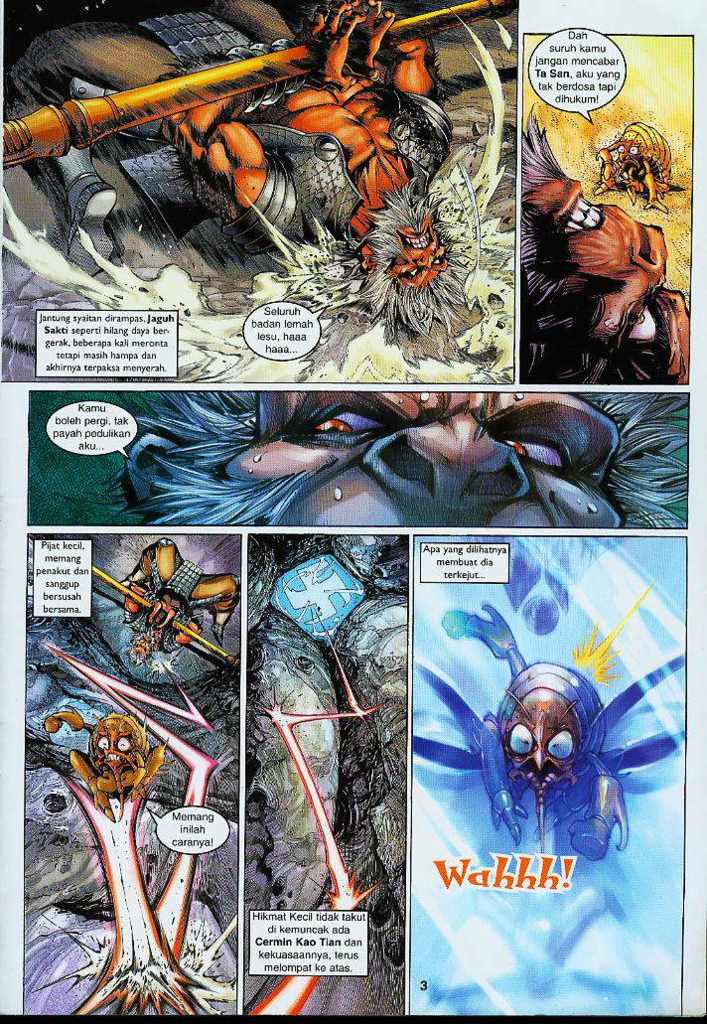 Jantung syaitan dirampas, Jaguh
Sakti seperti hilang daya ber-
gerak, beberapa kali meronta
tetapi masih hampa dan
akhirnya terpaksa menyerah.
Seluruh
badan lemah
lesu, haaa
haaa...
Dah
suruh kamu
jangan mencabar
Ta San, aku yang
tak berdosa tapi
dihukum!
Kamu
boleh pergi, tak
payah pedulikan
aku...
Pijat kecil,
memang
penakut dan
sanggup
bersusah
bersama.
Memang
inilah
caranya!
Hikmat Kecil tidak takut
di kemuncak ada
Cermin Kao Tian dan
kekuasaannya, terus
melompat ke atas.
Apa yang dilihatnya
membuat dia
terkejut...
Wahhh!
3